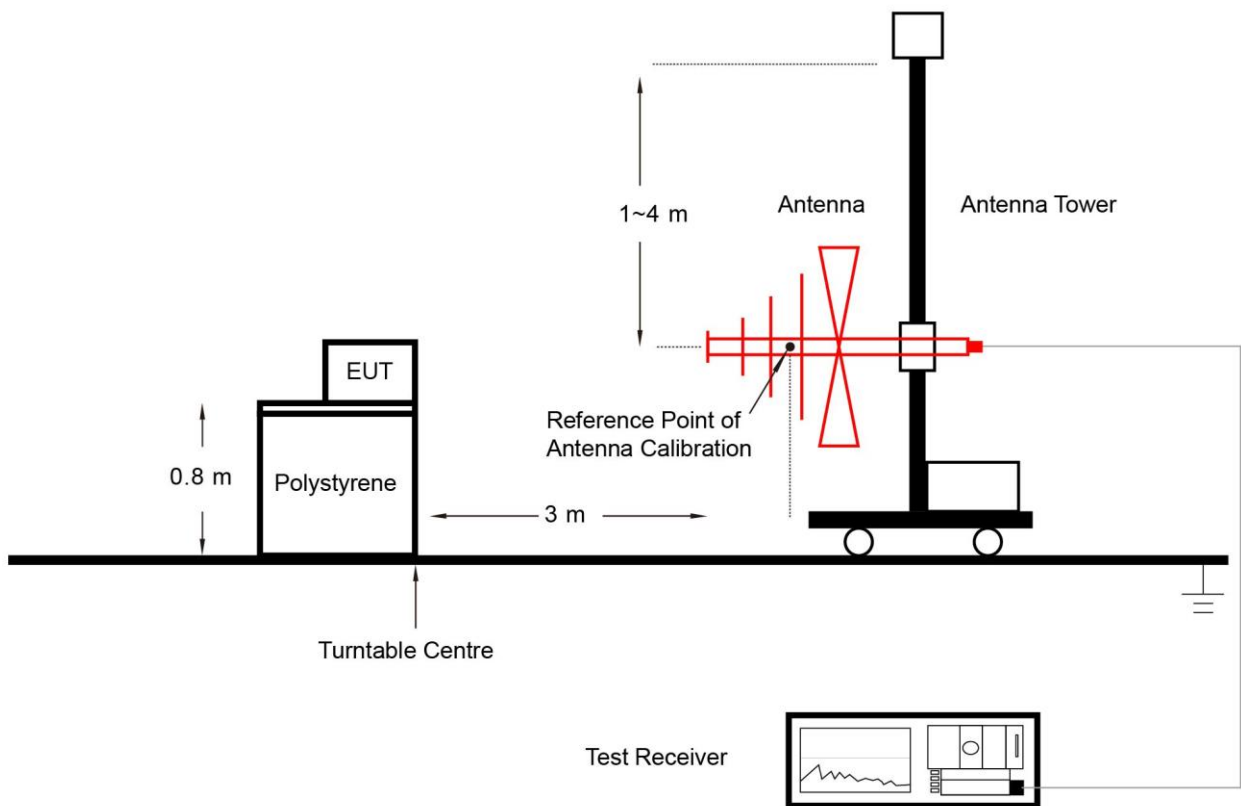 1~4 m
Antenna
Antenna Tower
EUT
Reference Point of
Antenna Calibration
0.8 m
Polystyrene
3 m
Turntable Centre
Test Receiver